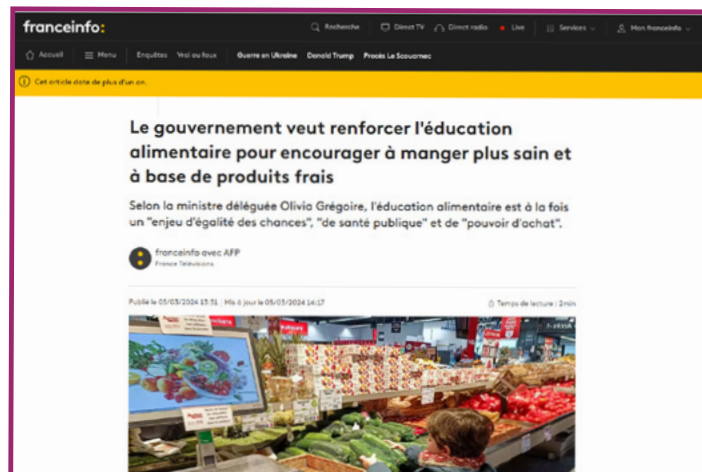 franceinfo:
Recherche Direct TV Direct radio Live Services Mon franceinfo
Accueil Menu Enquêtes Vrai ou faux Guerre en Ukraine Donald Trump Procès Le Scouarnec
Cet article date de plus d'un an.
Le gouvernement veut renforcer l'éducation
alimentaire pour encourager à manger plus sain et
à base de produits frais
Selon la ministre déléguée Olivia Grégoire, l'éducation alimentaire est à la fois
un "enjeu d'égalité des chances", "de santé publique" et de "pouvoir d'achat".
franceinfo avec AFP
France Télévisions
Publié le 05/03/2024 13:31 Mis à jour le 05/03/2024 14:17 Temps de lecture : 2min